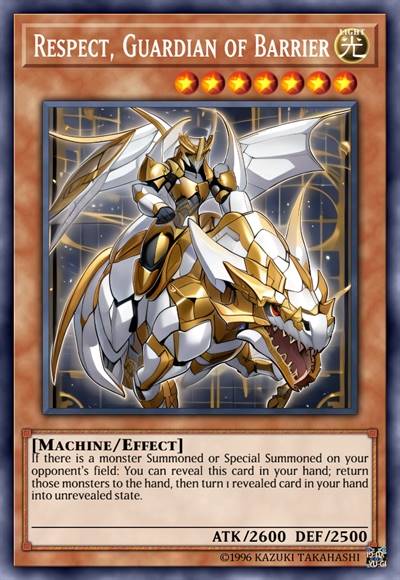 RESPECT, GUARDIAN OF BARRIER
LIGHT
光
[MACHINE/EFFECT]
If there is a monster Summoned or Special Summoned on your
opponent's field: You can reveal this card in your hand; return
those monsters to the hand, then turn 1 revealed card in your hand
into unrevealed state.
ATK/2600 DEF/2500
©1996 KAZUKI TAKAHASHI